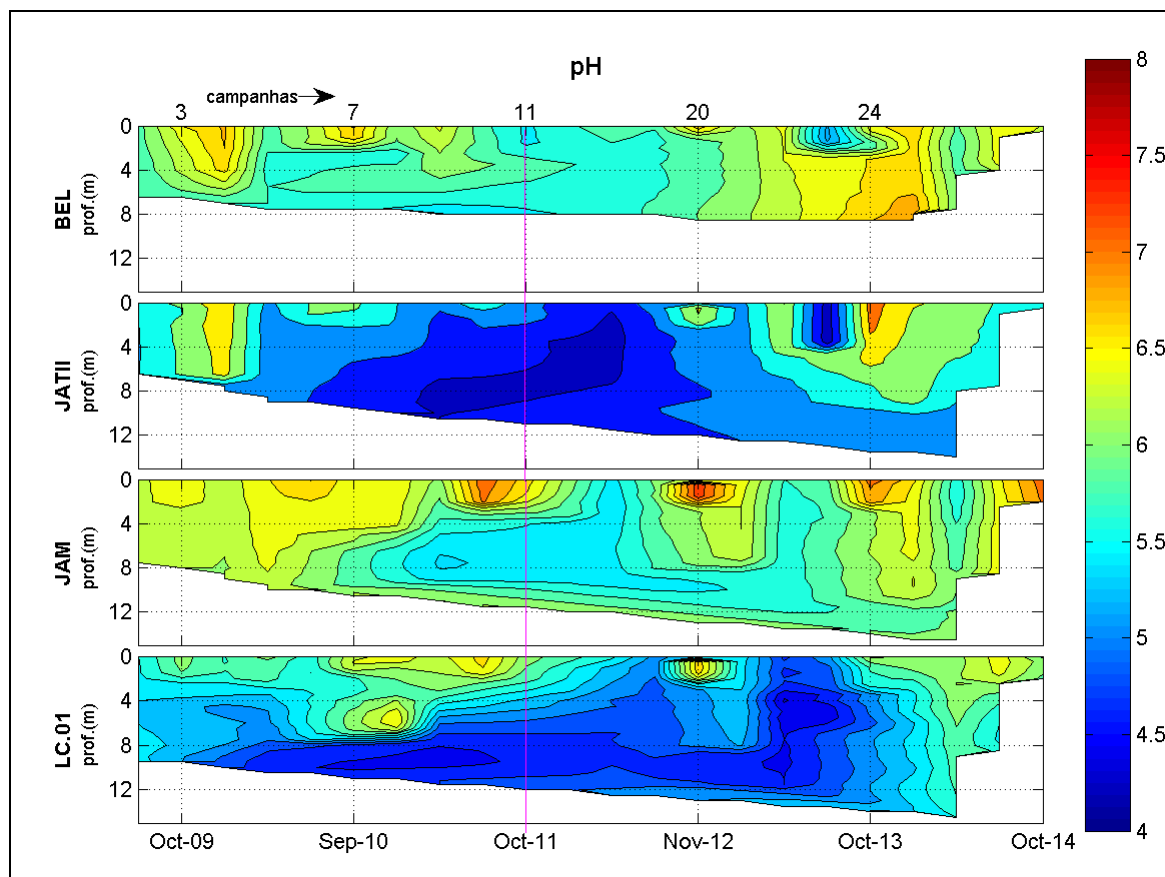 pH
campanhas
3 7 11 20 24
0
4
8
12
BEL
prof.(m)
0
4
8
12
JATII
prof.(m)
0
4
8
12
JAM
prof.(m)
0
4
8
12
LC.01
prof.(m)
Oct-09 Sep-10 Oct-11 Nov-12 Oct-13 Oct-14
8
7.5
7
6.5
6
5.5
5
4.5
4